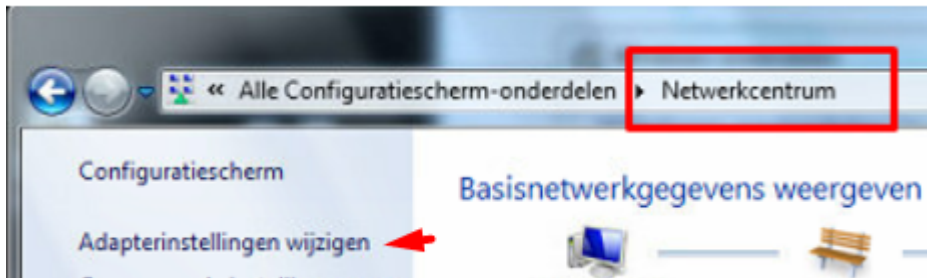 « Alle Configuratiescherm-onderdelen ▸ Netwerkcentrum
Configuratiescherm
Basisnetwerkgegevens weergeven
Adapterinstellingen wijzigen